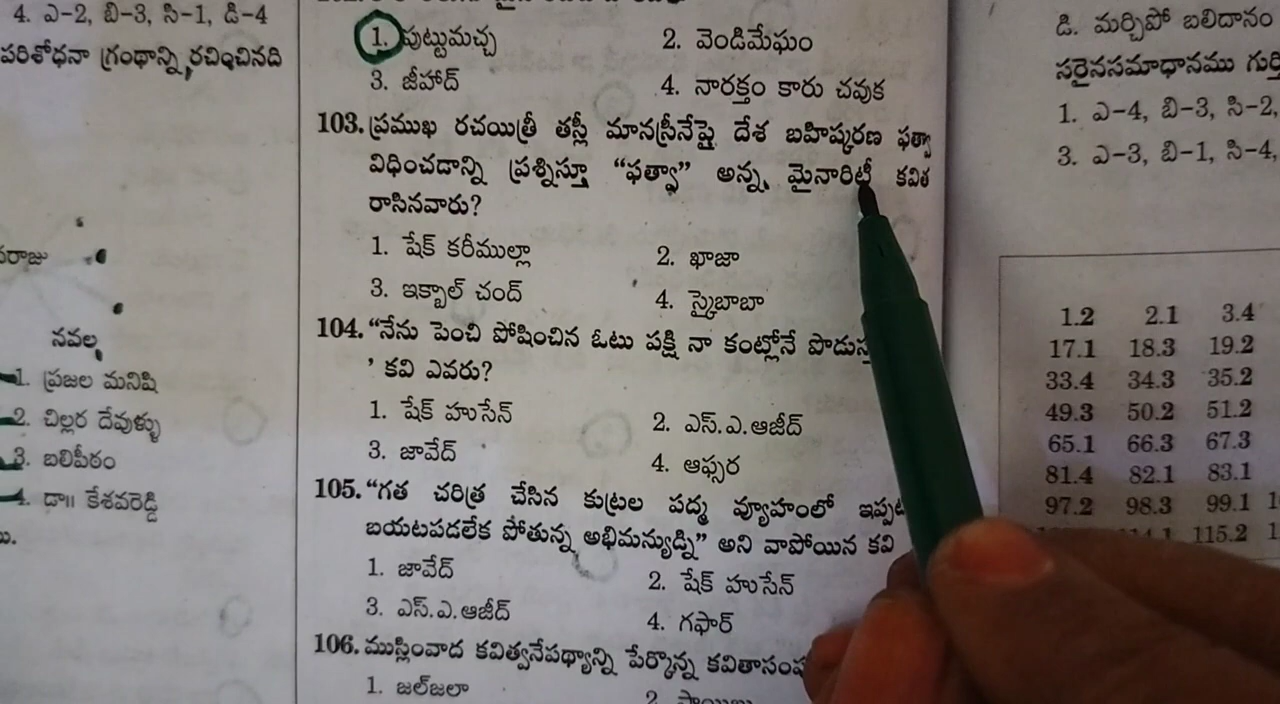 4. ఎ-2, బి-3, సి-1, డి-4
పరిశోధనా గ్రంథాన్ని రచించినది
నవల
1. ప్రజల మనిషి
2. చిల్లర దేవుళ్ళు
3. బలిపీఠం
4. డా॥ కేశవరెడ్డి
1. పుట్టుమచ్చ 2. వెండిమేఘం
3. జీహాద్ 4. నారక్తం కారు చవుక
103. ప్రముఖ రచయిత్రీ తస్లీ మానస్రీనేపై దేశ బహిష్కరణ ఫత్వా
విధించడాన్ని ప్రశ్నిస్తూ “ఫత్వా” అన్న మైనారిటీ కవిత
రాసినవారు?
1. షేక్ కరీముల్లా 2. ఖాజా
3. ఇక్బాల్ చంద్ 4. స్కైబాబా
104. “నేను పెంచి పోషించిన ఓటు పక్షి నా కంట్లోనే
’ కవి ఎవరు?
1. షేక్ హుసేన్ 2. ఎస్.ఎ.ఆజీద్
3. జావేద్ 4. ఆఫ్సర
105. “గత చరిత్ర చేసిన కుట్రల పద్మ వ్యూహంలో
బయటపడలేక పోతున్న అభిమన్యుడ్ని” అని వాపోయిన కవి
1. జావేద్ 2. షేక్ హుసేన్
3. ఎస్.ఎ.ఆజీద్ 4. గఫార్
106. ముస్లింవాద కవిత్వనేపథ్యాన్ని పేర్కొన్న
1. జల్‌జలా 2.
డి. మర్చిపో బలిదానం
సరైనసమాధానము
1. ఎ-4, బి-3, సి-2,
3. ఎ-3, బి-1, సి-4,
1.2 2.1 3.4
17.1 18.3 19.2
33.4 34.3 35.2
49.3 50.2 51.2
65.1 66.3 67.3
81.4 82.1 83.1
97.2 98.3 99.1
115.2